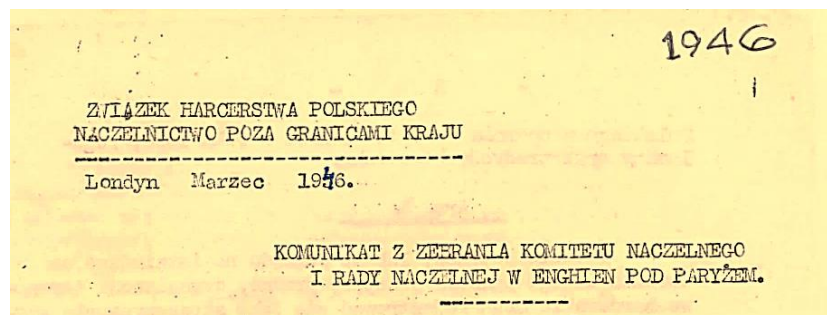 1946
ZWIĄZEK HARCERSTWA POLSKIEGO
NACZELNICTWO POZA GRANICAMI KRAJU
Londyn Marzec 1946.
KOMUNIKAT Z ZEBRANIA KOMITETU NACZELNEGO
I RADY NACZELNEJ W ENGHIEN POD PARYŻEM.